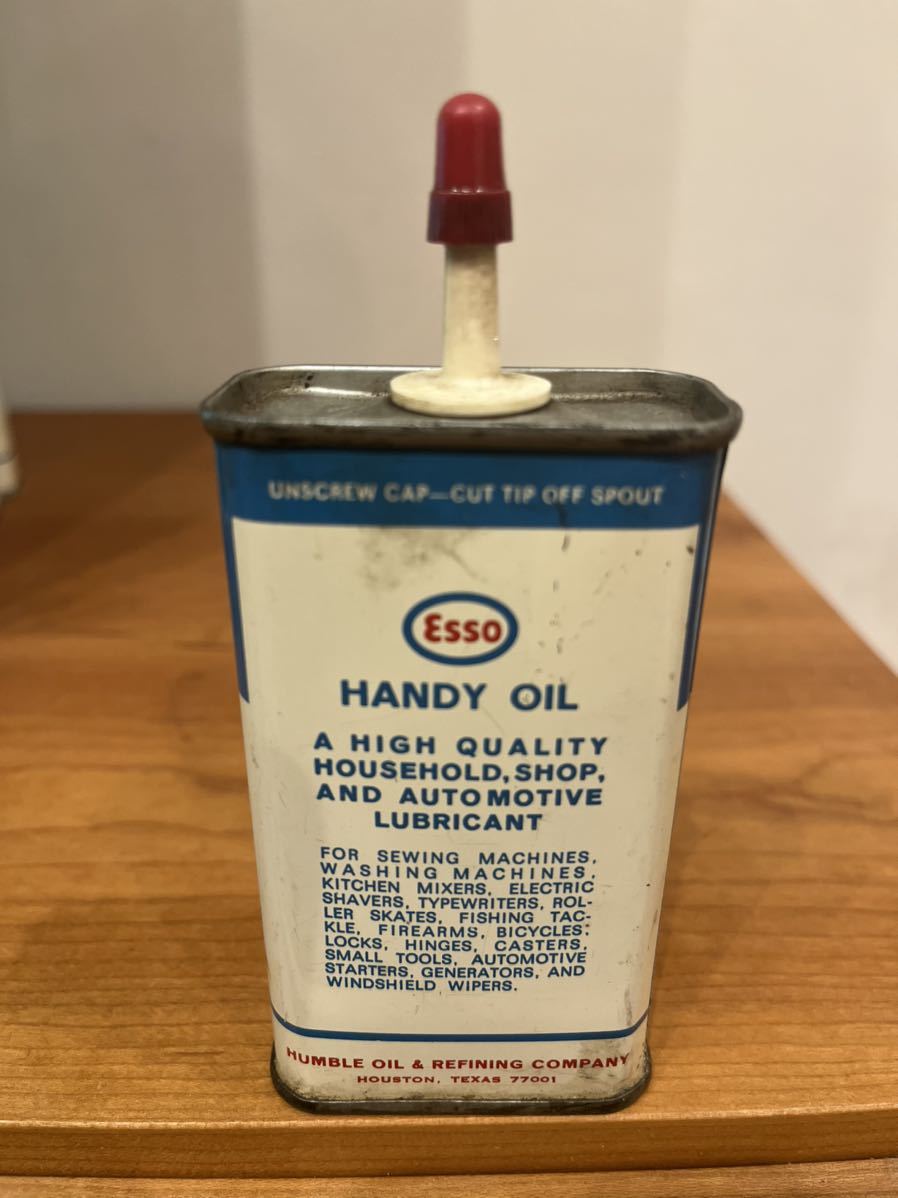 UNSCREW CAP—CUT TIP OFF SPOUT
Esso
HANDY OIL
A HIGH QUALITY
HOUSEHOLD, SHOP,
AND AUTOMOTIVE
LUBRICANT
FOR SEWING MACHINES,
WASHING MACHINES,
KITCHEN MIXERS, ELECTRIC
SHAVERS, TYPEWRITERS, ROL-
LER SKATES, FISHING TAC-
KLE, FIREARMS, BICYCLES,
LOCKS, HINGES, CASTERS,
SMALL TOOLS, AUTOMOTIVE
STARTERS, GENERATORS, AND
WINDSHIELD WIPERS.
HUMBLE OIL & REFINING COMPANY
HOUSTON, TEXAS 77001